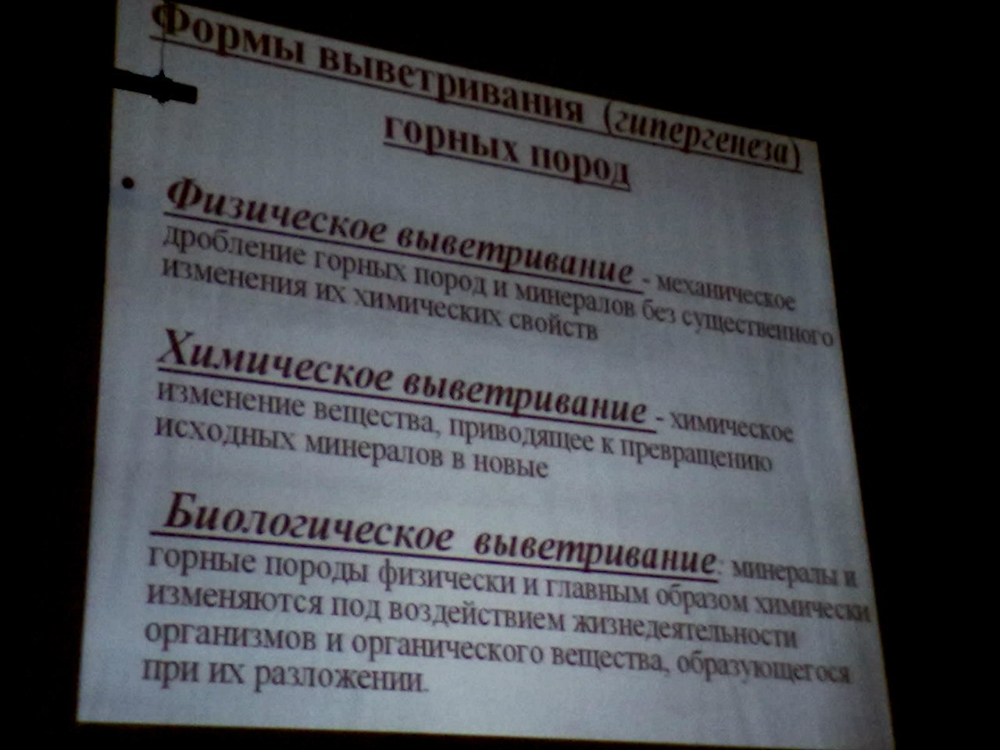 Формы выветривания (гипергенеза)
горных пород
• Физическое выветривание - механическое
дробление горных пород и минералов без существенного
изменения их химических свойств
Химическое выветривание - химическое
изменение вещества, приводящее к превращению
исходных минералов в новые
Биологическое выветривание: минералы и
горные породы физически и главным образом химически
изменяются под воздействием жизнедеятельности
организмов и органического вещества, образующегося
при их разложении.